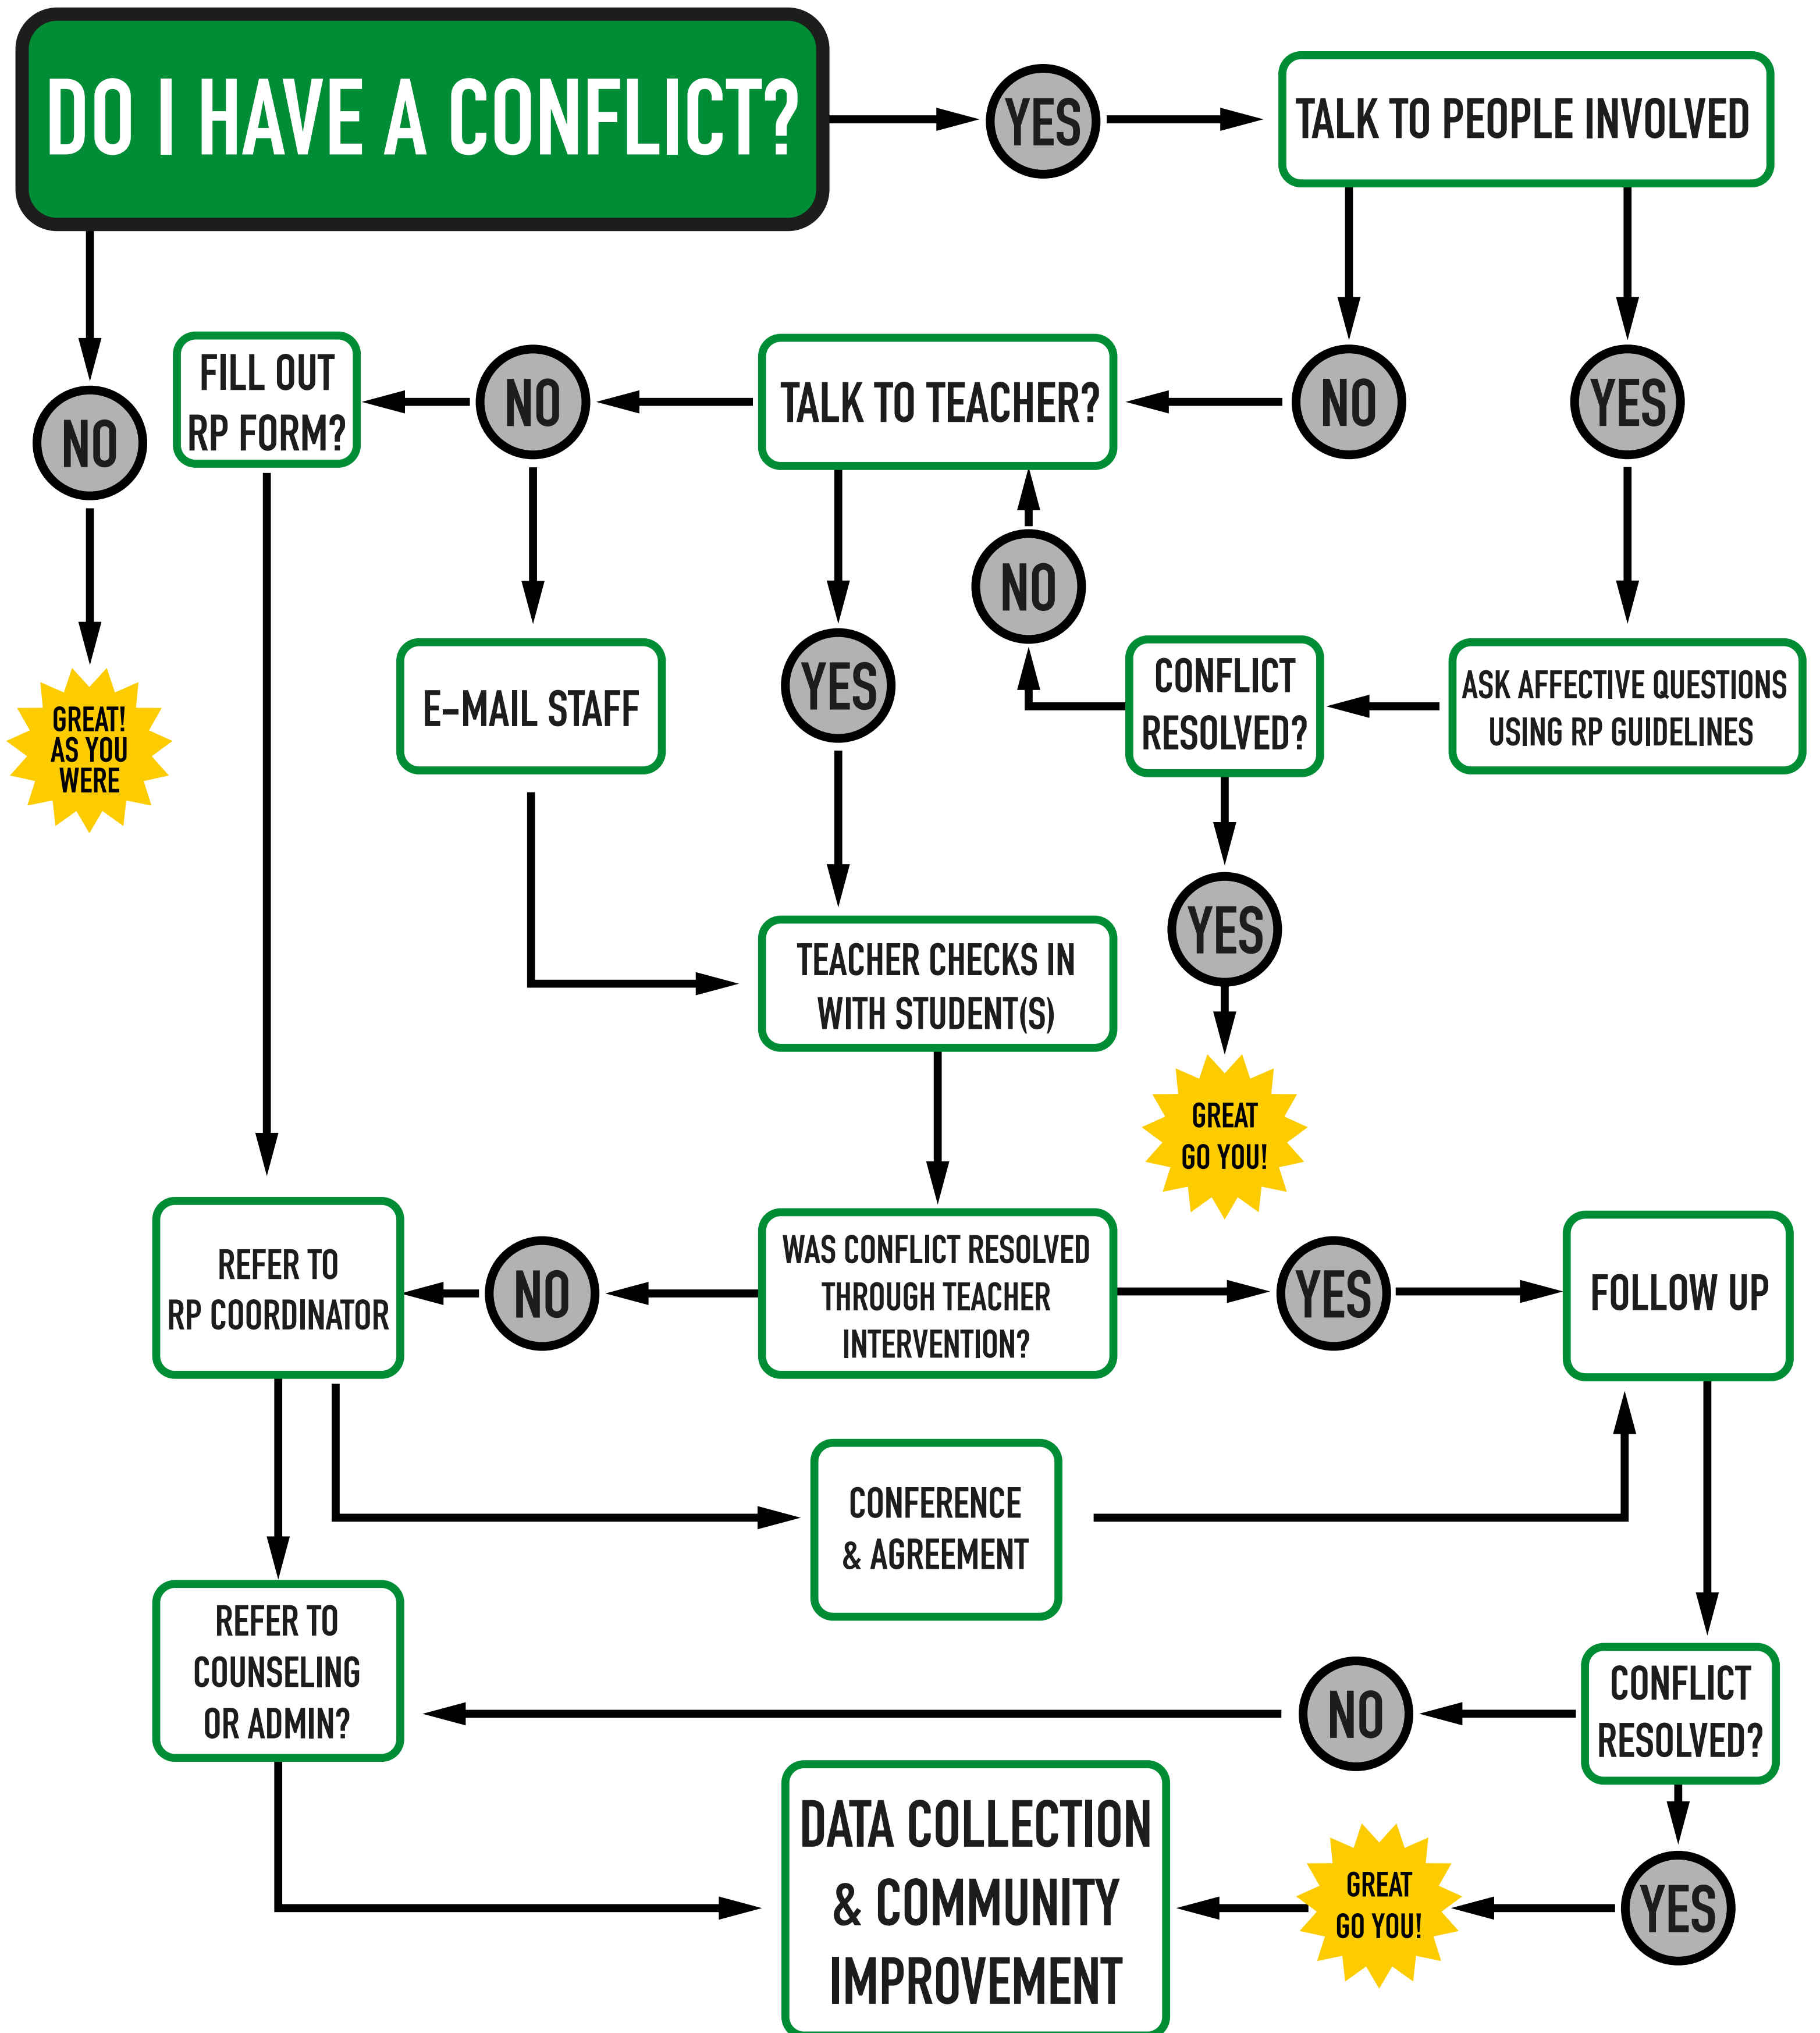 DO I HAVE A CONFLICT?
YES
TALK TO PEOPLE INVOLVED
NO
FILL OUT
RP FORM?
NO
TALK TO TEACHER?
NO
YES
NO
GREAT!
AS YOU
WERE
E-MAIL STAFF
YES
CONFLICT
RESOLVED?
ASK AFFECTIVE QUESTIONS
USING RP GUIDELINES
YES
TEACHER CHECKS IN
WITH STUDENT(S)
GREAT
GO YOU!
REFER TO
RP COORDINATOR
NO
WAS CONFLICT RESOLVED
THROUGH TEACHER
INTERVENTION?
YES
FOLLOW UP
CONFERENCE
& AGREEMENT
REFER TO
COUNSELING
OR ADMIN?
NO
CONFLICT
RESOLVED?
DATA COLLECTION
& COMMUNITY
IMPROVEMENT
GREAT
GO YOU!
YES